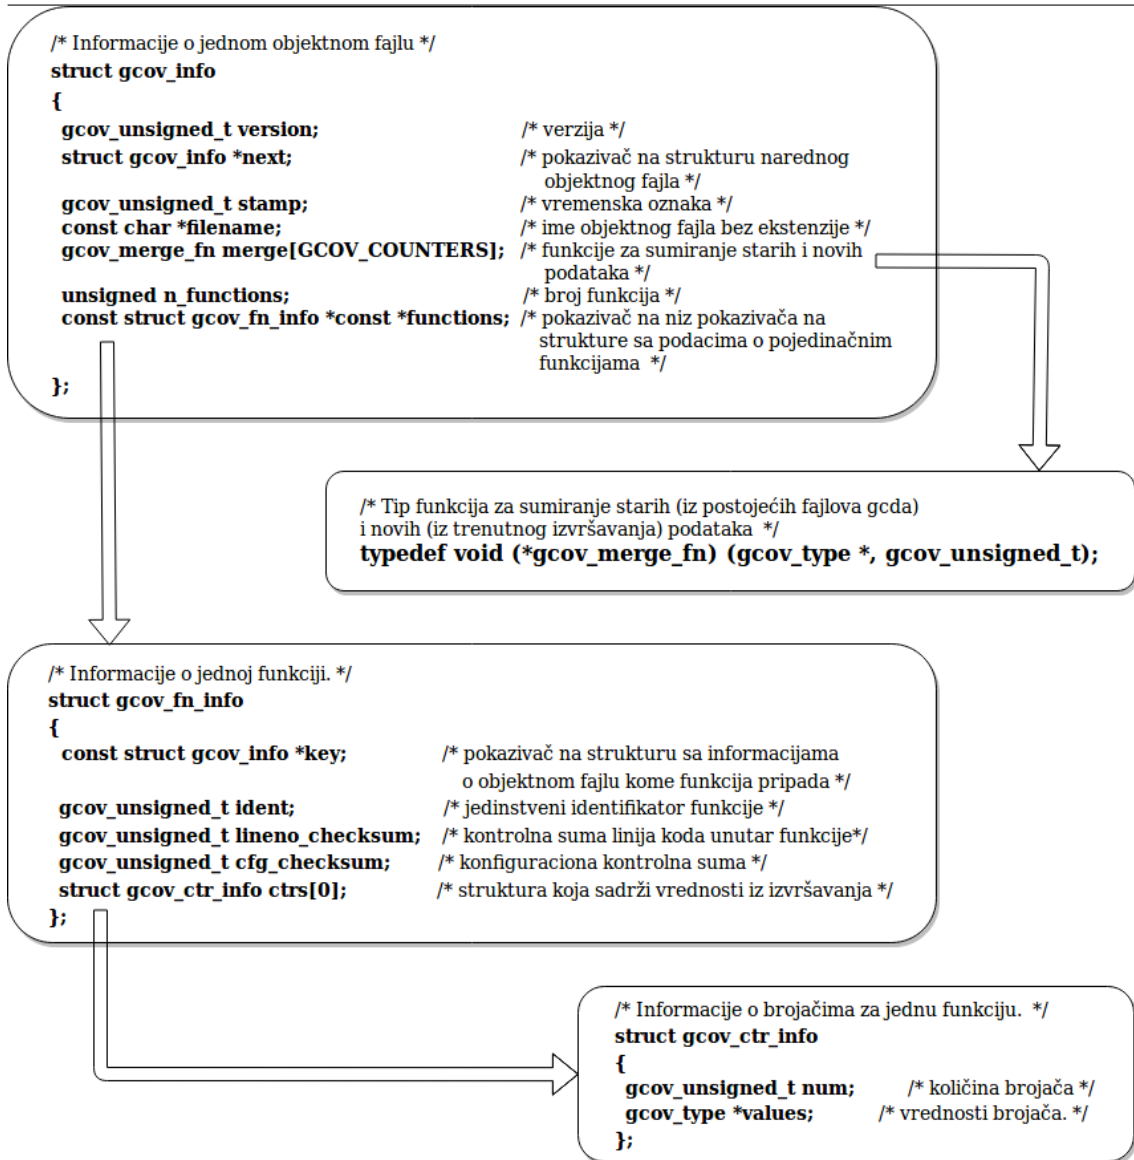 /* Informacije o jednom objektnom fajlu */
struct gcov_info
{
gcov_unsigned_t version; /* verzija */
struct gcov_info *next; /* pokazivač na strukturu narednog
objektnog fajla */
gcov_unsigned_t stamp; /* vremenska oznaka */
const char *filename; /* ime objektnog fajla bez ekstenzije */
gcov_merge_fn merge[GCOV_COUNTERS]; /* funkcije za sumiranje starih i novih
podataka */
unsigned n_functions; /* broj funkcija */
const struct gcov_fn_info *const *functions; /* pokazivač na niz pokazivača na
strukture sa podacima o pojedinačnim
funkcijama */
};
/* Tip funkcija za sumiranje starih (iz postojećih fajlova gcda)
i novih (iz trenutnog izvršavanja) podataka */
typedef void (*gcov_merge_fn) (gcov_type *, gcov_unsigned_t);
/* Informacije o jednoj funkciji. */
struct gcov_fn_info
{
const struct gcov_info *key; /* pokazivač na strukturu sa informacijama
o objektnom fajlu kome funkcija pripada */
gcov_unsigned_t ident; /* jedinstveni identifikator funkcije */
gcov_unsigned_t lineno_checksum; /* kontrolna suma linija koda unutar funkcije*/
gcov_unsigned_t cfg_checksum; /* konfiguraciona kontrolna suma */
struct gcov_ctr_info ctrs[0]; /* struktura koja sadrži vrednosti iz izvršavanja */
};
/* Informacije o brojačima za jednu funkciju. */
struct gcov_ctr_info
{
gcov_unsigned_t num; /* količina brojača */
gcov_type *values; /* vrednosti brojača. */
};